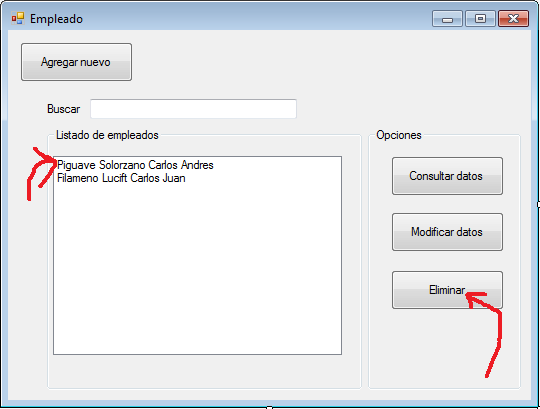 Empleado
Agregar nuevo
Buscar
Listado de empleados
Piguave Solorzano Carlos Andres
Filameno Lucift Carlos Juan
Opciones
Consultar datos
Modificar datos
Eliminar